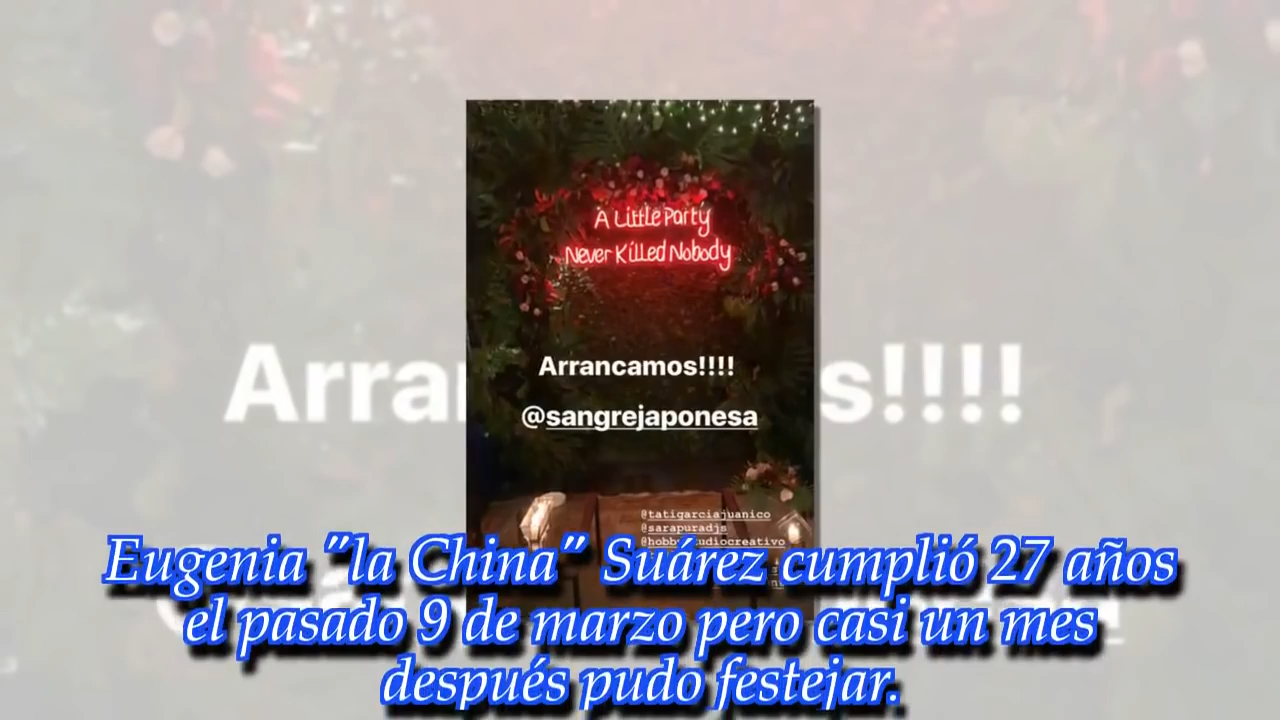 A Little Party
Never Killed Nobody
Arrancamos!!!!
@sangrejaponesa
@tatigarciajuanico
@sarapuradjs
Eugenia "la China" Suárez cumplió 27 años
el pasado 9 de marzo pero casi un mes
después pudo festejar.